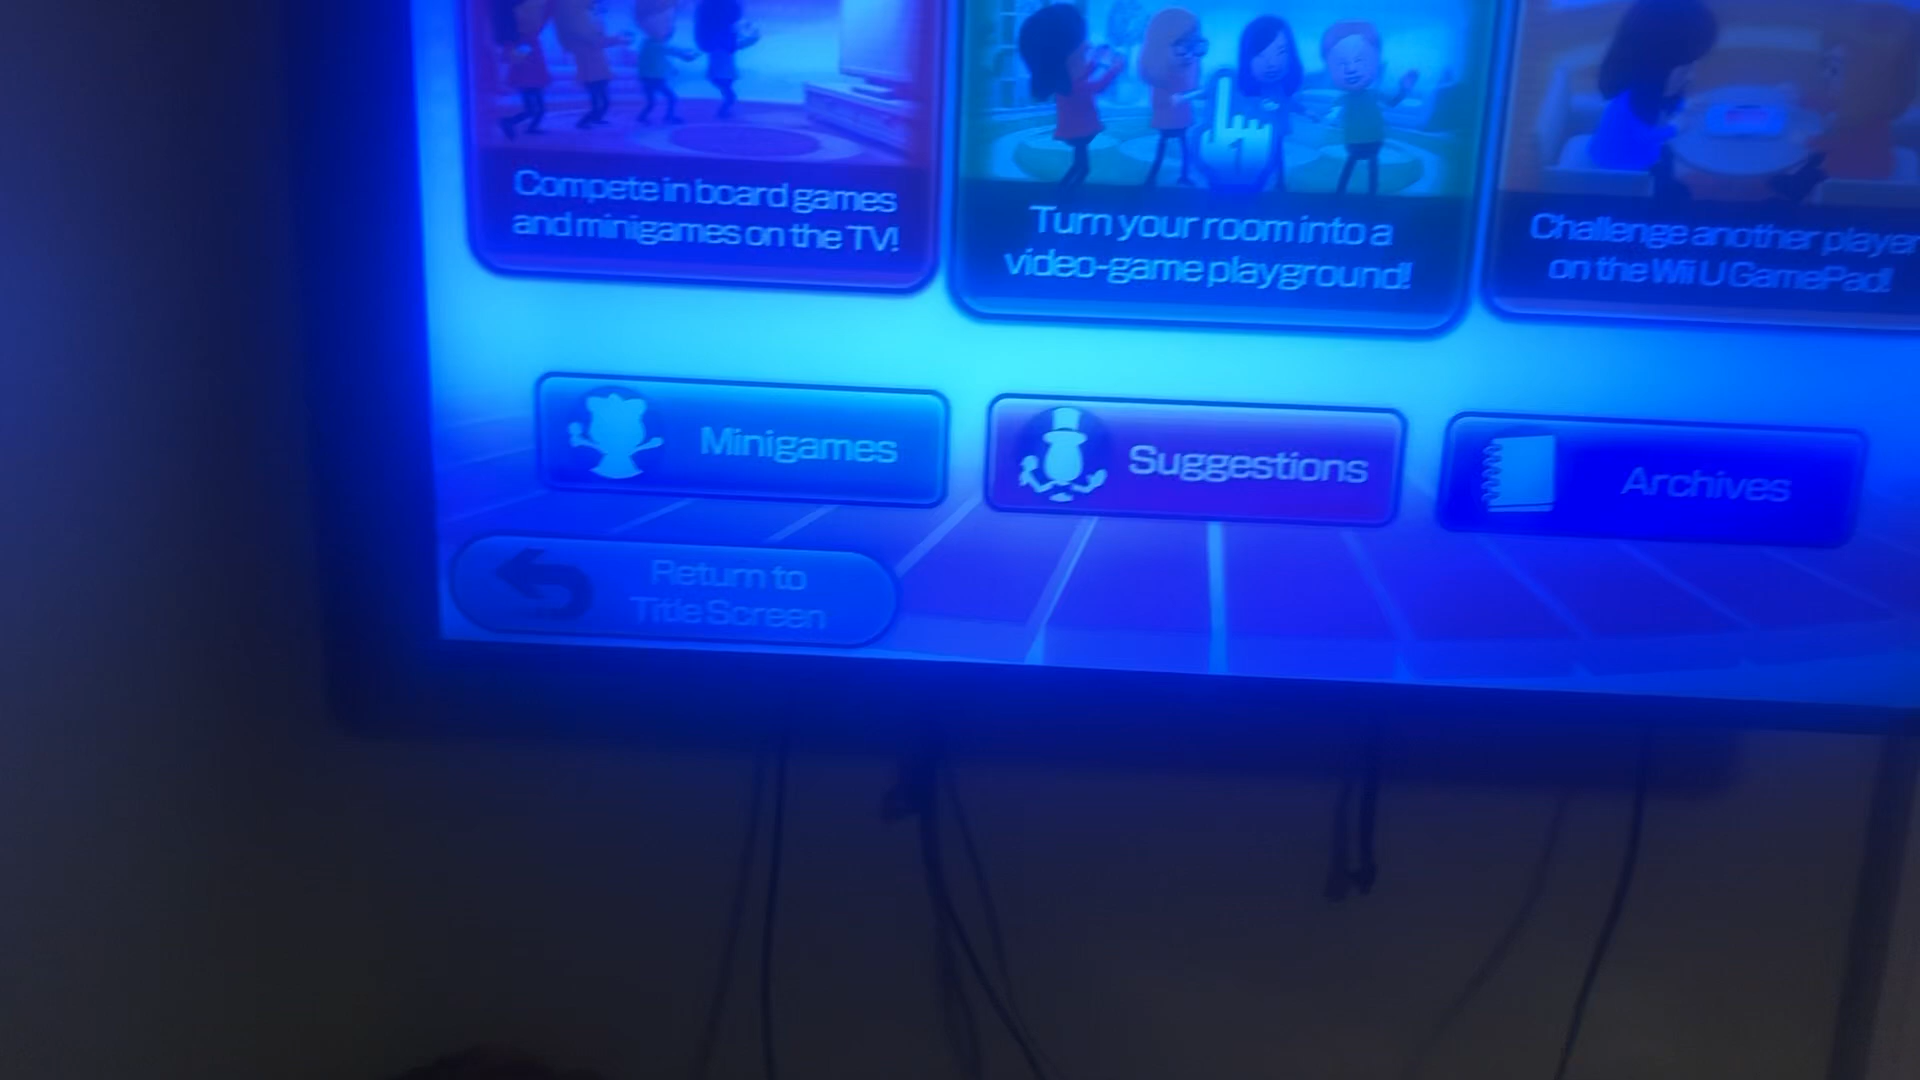 Compete in board games
and minigames on the TV!
Turn your room into a
video-game playground!
Challenge another player
on the Wii U GamePad!
1
Minigames
Suggestions
Archives
Return to
Title Screen